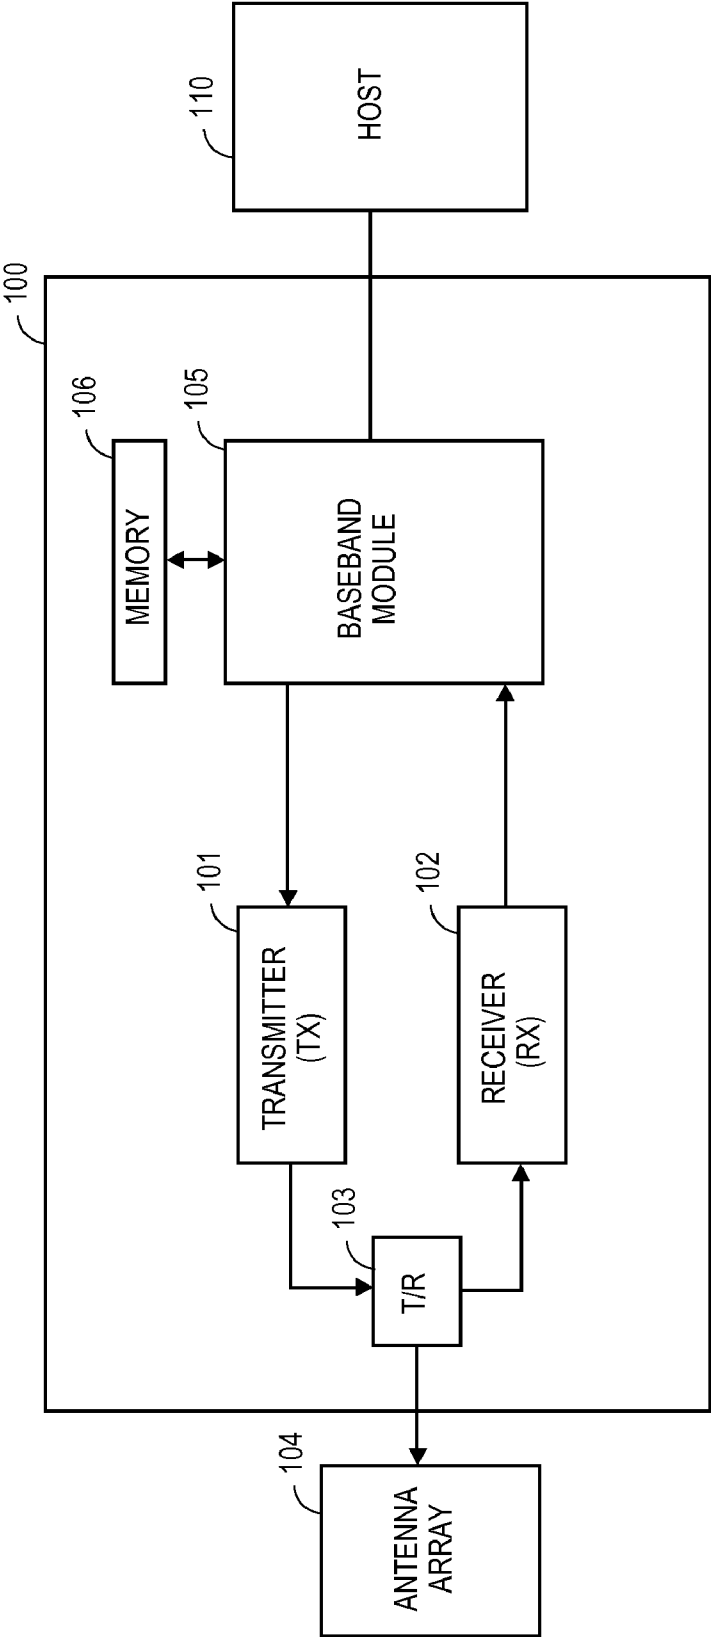 100
104
ANTENNA
ARRAY
103
T/R
101
TRANSMITTER
(TX)
102
RECEIVER
(RX)
106
MEMORY
105
BASEBAND
MODULE
110
HOST